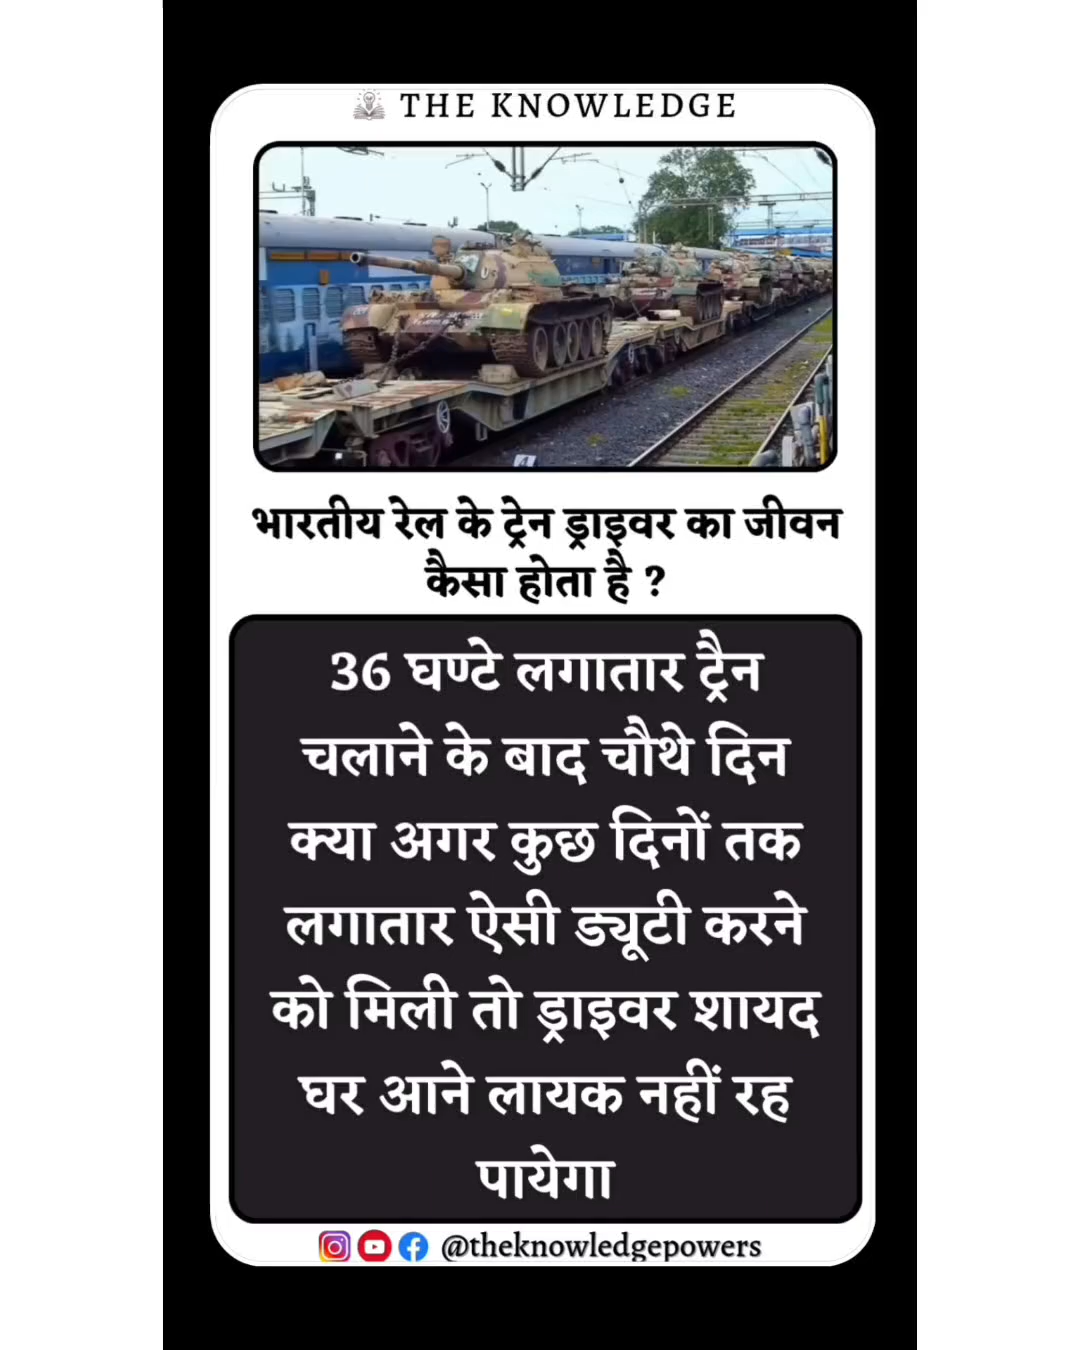 THE KNOWLEDGE
भारतीय रेल के ट्रेन ड्राइवर का जीवन
कैसा होता है ?
36 घण्टे लगातार ट्रैन
चलाने के बाद चौथे दिन
क्या अगर कुछ दिनों तक
लगातार ऐसी ड्यूटी करने
को मिली तो ड्राइवर शायद
घर आने लायक नहीं रह
पायेगा
@theknowledgepowers